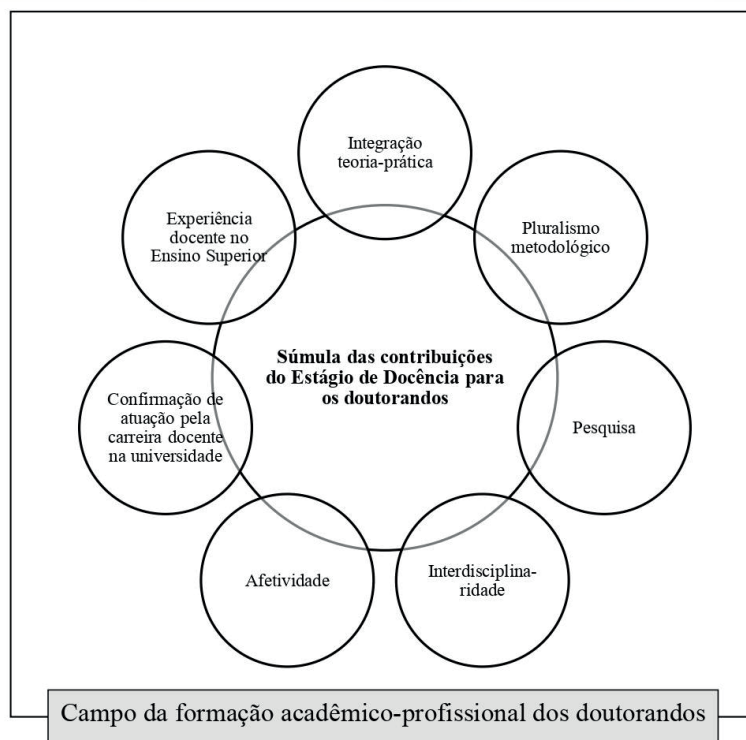 Integração
teoria-prática
Pluralismo
metodológico
Pesquisa
Interdisciplina-
ridade
Afetividade
Confirmação de
atuação pela
carreira docente
na universidade
Experiência
docente no
Ensino Superior
Súmula das contribuições
do Estágio de Docência para
os doutorandos
Campo da formação acadêmico-profissional dos doutorandos